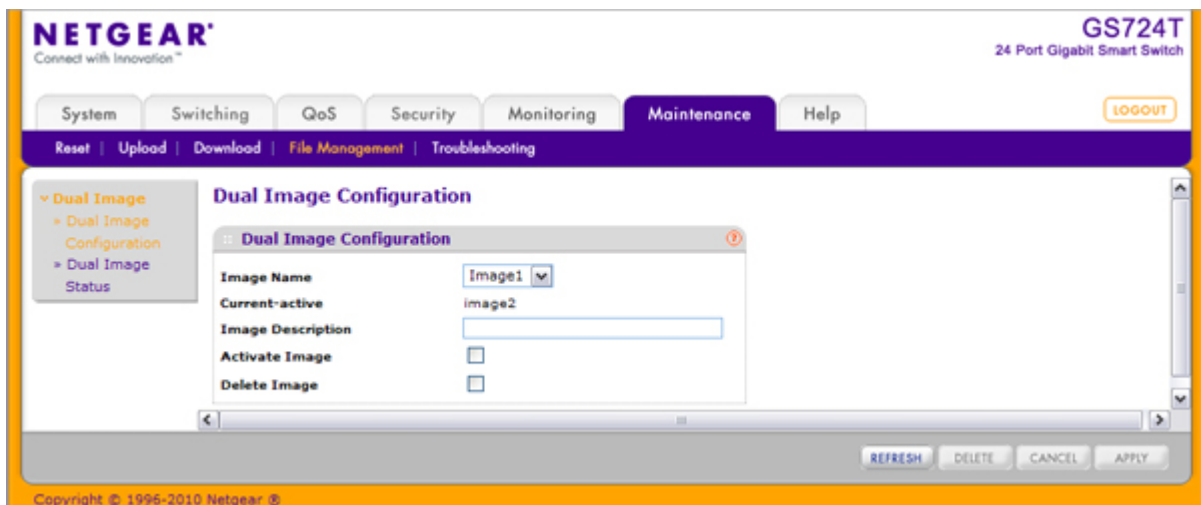 NETGEAR®
Connect with Innovation™
GS724T
24 Port Gigabit Smart Switch
System
Switching
QoS
Security
Monitoring
Maintenance
Help
LOGOUT
Reset | Upload | Download | File Management | Troubleshooting
Dual Image
» Dual Image
Configuration
» Dual Image
Status
Dual Image Configuration
Dual Image Configuration
?
Image Name
Image1
Current-active
image2
Image Description
Activate Image
Delete Image
REFRESH
DELETE
CANCEL
APPLY
Copyright © 1996-2010 Netgear ®